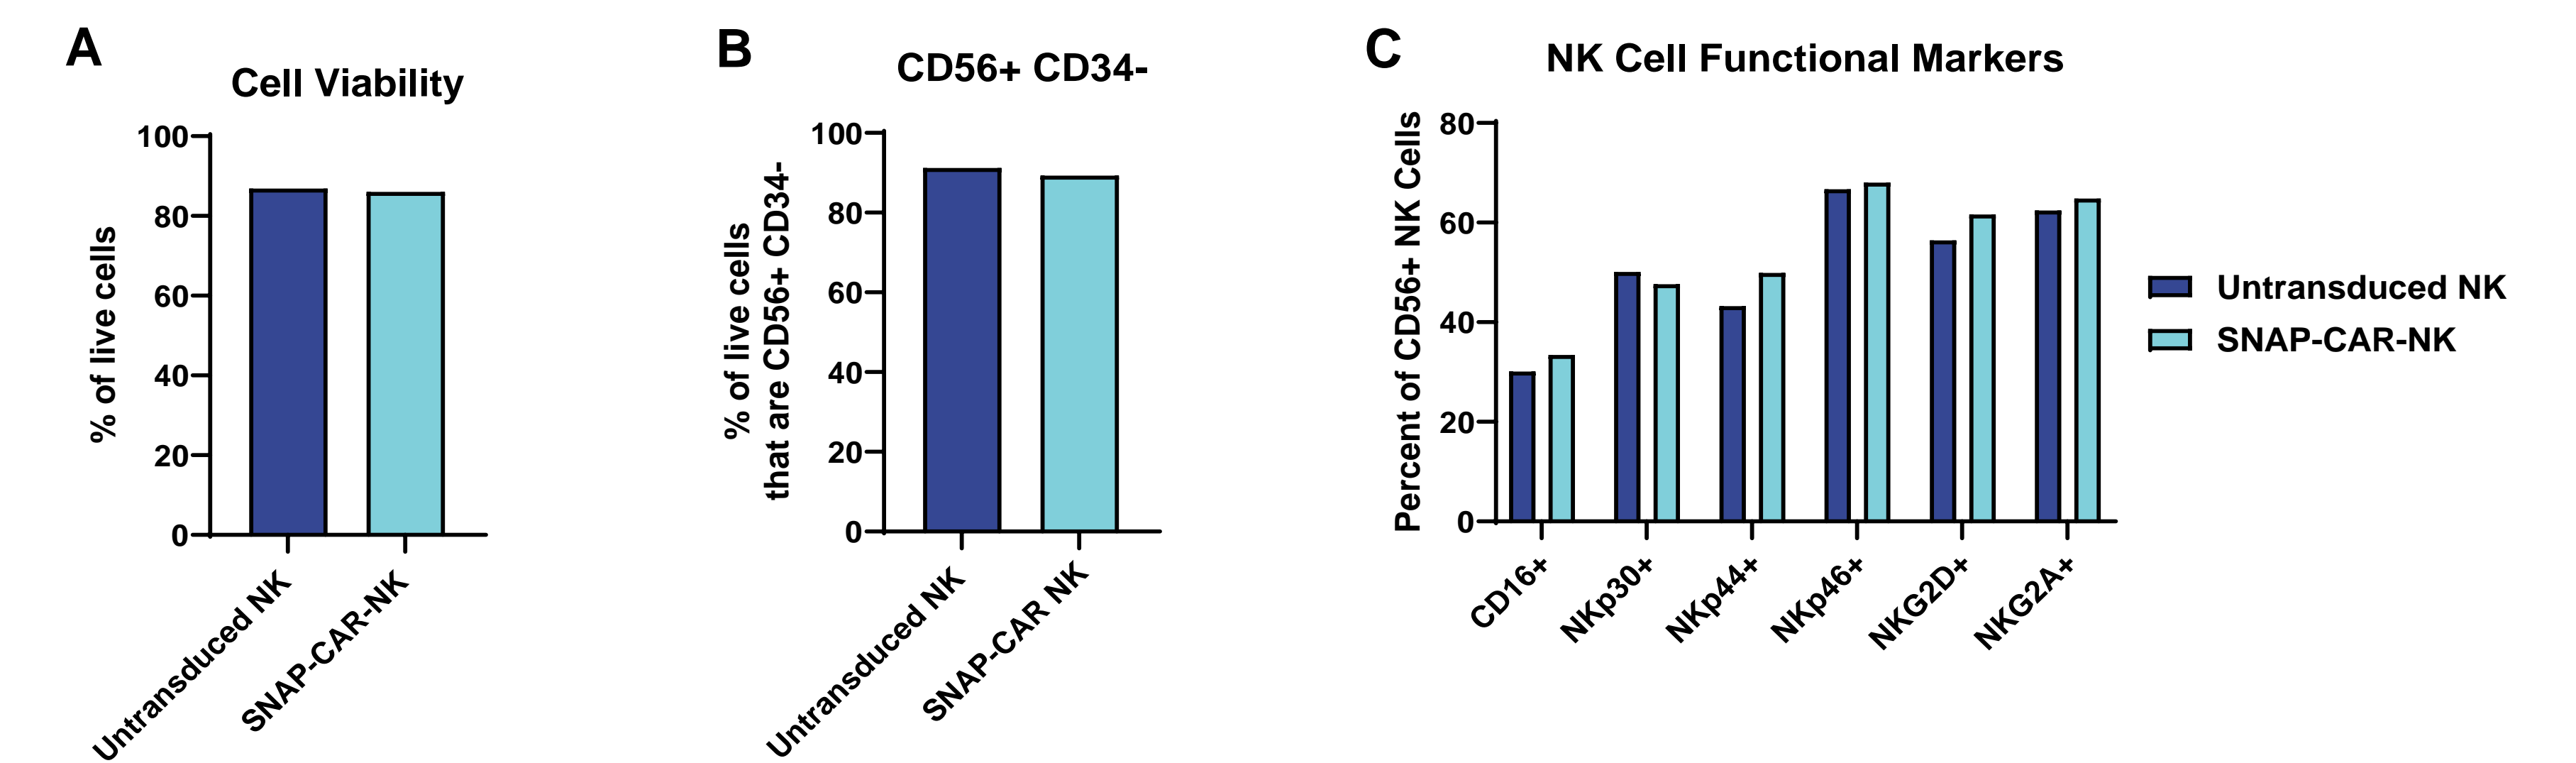 A
Cell Viability
% of live cells
100
80
60
40
20
0
Untransduced NK
SNAP-CAR-NK
B
CD56+ CD34-
% of live cells
that are CD56+ CD34-
100
80
60
40
20
0
Untransduced NK
SNAP-CAR NK
C
NK Cell Functional Markers
Percent of CD56+ NK Cells
80
60
40
20
0
CD16+
NKp30+
NKp44+
NKp46+
NKG2D+
NKG2A+
Untransduced NK
SNAP-CAR-NK